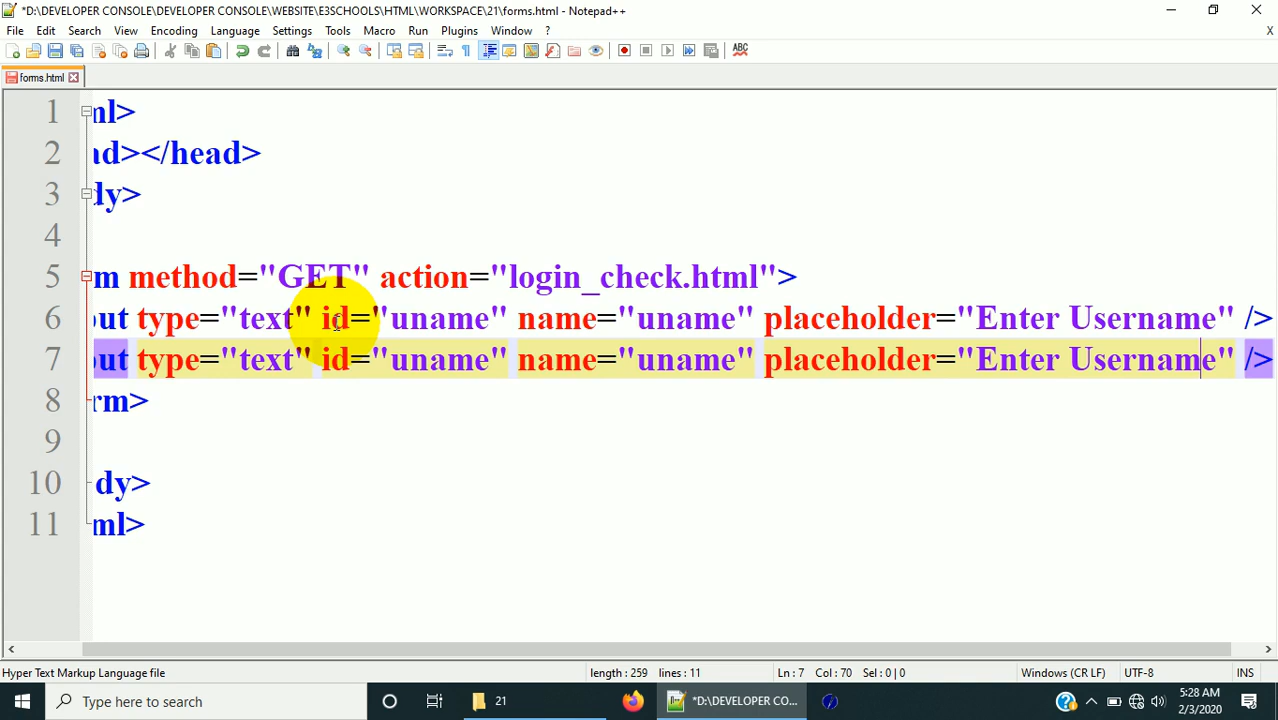 *D:\DEVELOPER CONSOLE\DEVELOPER CONSOLE\WEBSITE\E3SCHOOLS\HTML\WORKSPACE\21\forms.html - Notepad++
File Edit Search View Encoding Language Settings Tools Macro Run Plugins Window ? X
forms.html
1 ml>
2 ad></head>
3 dy>
4
5 m method="GET" action="login_check.html">
6 put type="text" id="uname" name="uname" placeholder="Enter Username" />
7 put type="text" id="uname" name="uname" placeholder="Enter Username" />
8 rm>
9
10 dy>
11 ml>
Hyper Text Markup Language file length : 259 lines : 11 Ln : 7 Col : 70 Sel : 0 | 0 Windows (CR LF) UTF-8 INS
Type here to search 21 *D:\DEVELOPER CO... 5:28 AM
2/3/2020